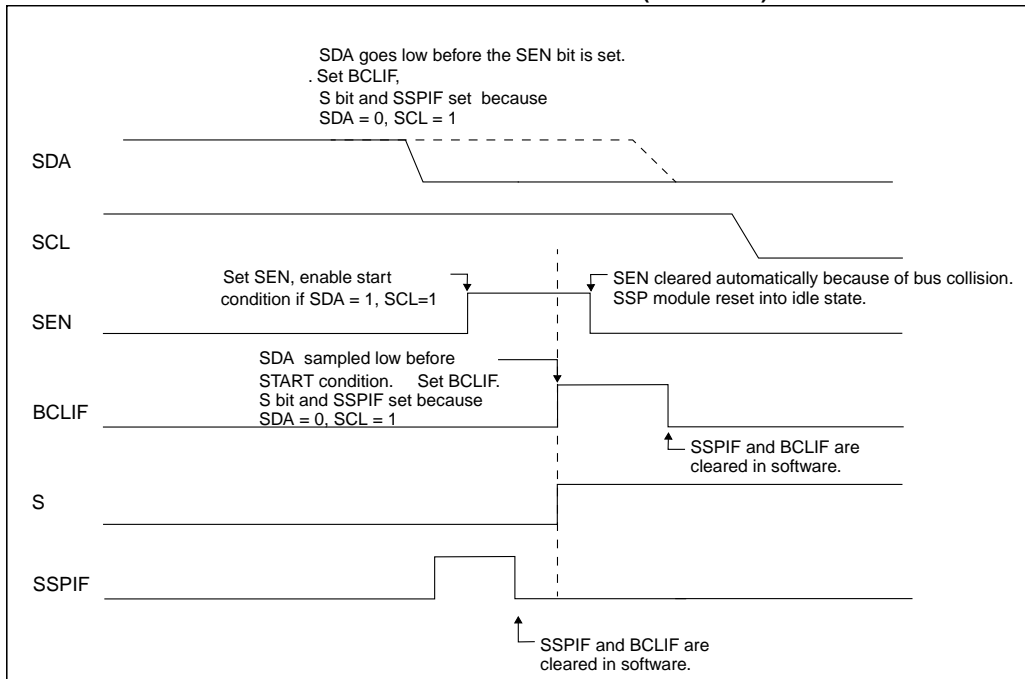 SDA goes low before the SEN bit is set.
. Set BCLIF,
S bit and SSPIF set because
SDA = 0, SCL = 1
SDA
SCL
Set SEN, enable start
condition if SDA = 1, SCL=1
SEN cleared automatically because of bus collision.
SSP module reset into idle state.
SEN
SDA sampled low before
START condition. Set BCLIF.
S bit and SSPIF set because
SDA = 0, SCL = 1
BCLIF
SSPIF and BCLIF are
cleared in software.
S
SSPIF
SSPIF and BCLIF are
cleared in software.